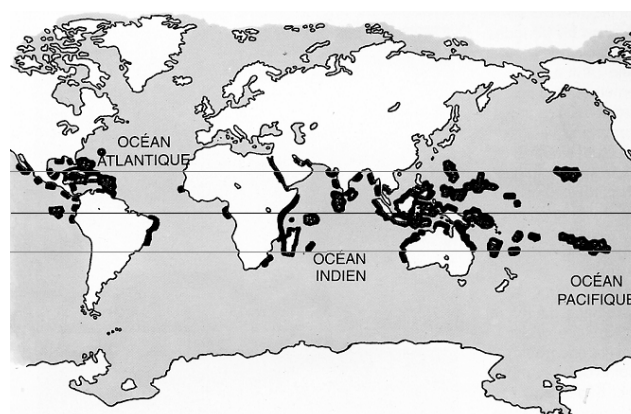 OCÉAN
ATLANTIQUE
OCÉAN
INDIEN
OCÉAN
PACIFIQUE